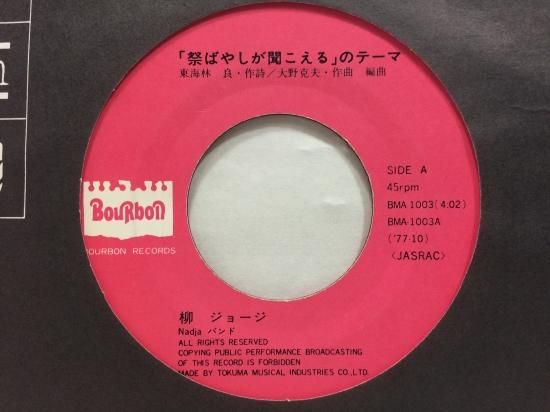 「祭ばやしが聞こえる」のテーマ
東海林 良・作詩/大野克夫・作曲 編曲
SIDE A
45rpm
BMA 1003(4:02)
BMA-1003A
('77・10)
〈JASRAC〉
BOURBON
BOURBON RECORDS
柳 ジョージ
Nadja バンド
ALL RIGHTS RESERVED
COPYING PUBLIC PERFORMANCE BROADCASTING
OF THIS RECORD IS FORBIDDEN
MADE BY TOKUMA MUSICAL INDUSTRIES CO.,LTD.